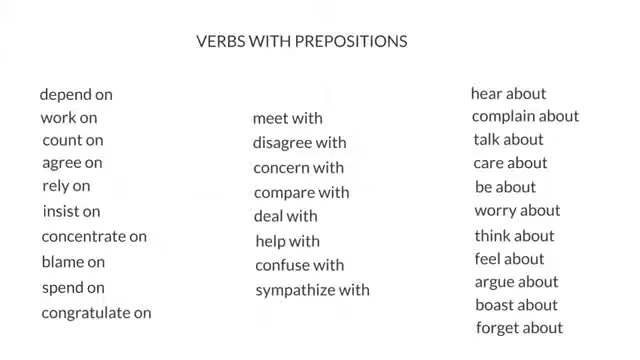 VERBS WITH PREPOSITIONS
depend on
work on
count on
agree on
rely on
insist on
concentrate on
blame on
spend on
congratulate on
meet with
disagree with
concern with
compare with
deal with
help with
confuse with
sympathize with
hear about
complain about
talk about
care about
be about
worry about
think about
feel about
argue about
boast about
forget about